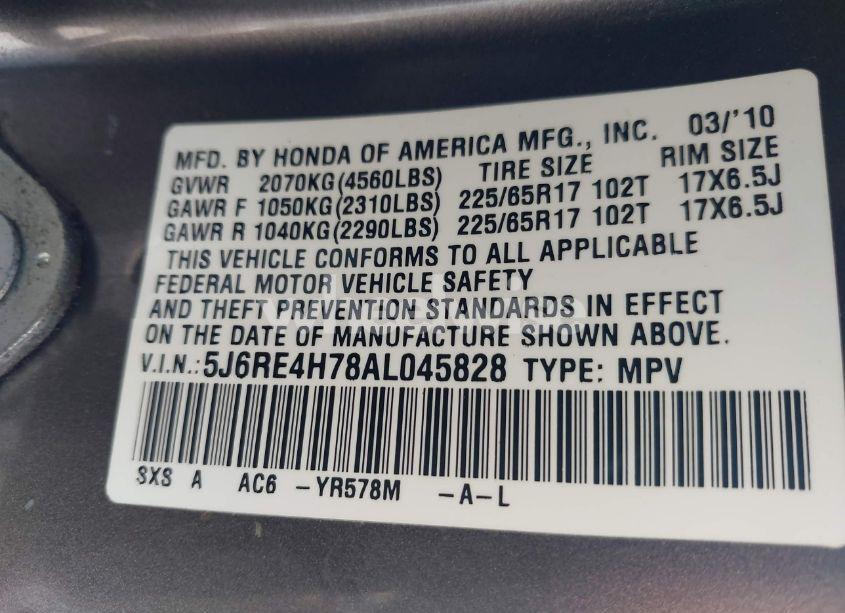 MFD. BY HONDA OF AMERICA MFG., INC. 03/'10
GVWR 2070KG(4560LBS) TIRE SIZE RIM SIZE
GAWR F 1050KG(2310LBS) 225/65R17 102T 17X6.5J
GAWR R 1040KG(2290LBS) 225/65R17 102T 17X6.5J
THIS VEHICLE CONFORMS TO ALL APPLICABLE
FEDERAL MOTOR VEHICLE SAFETY
AND THEFT PREVENTION STANDARDS IN EFFECT
ON THE DATE OF MANUFACTURE SHOWN ABOVE.
V.I.N.:5J6RE4H78AL045828 TYPE: MPV
SXS A AC6 -YR578M -A-L